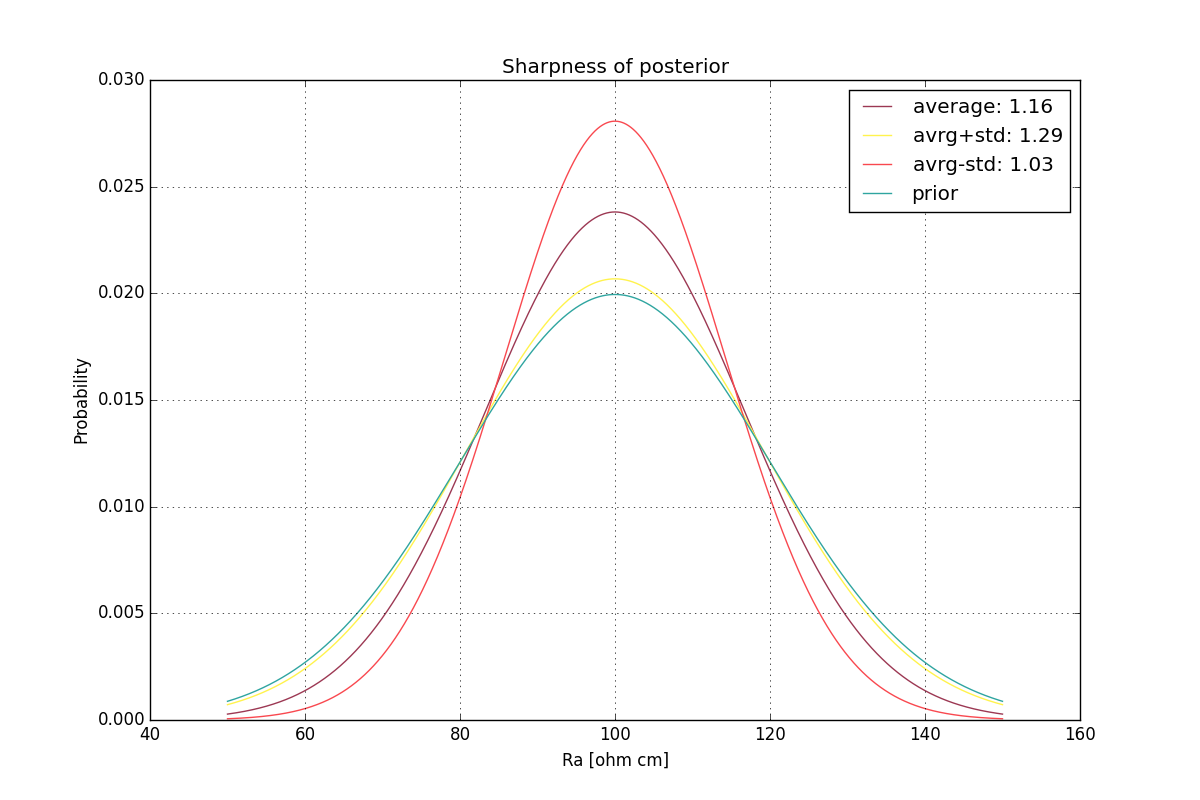 Sharpness of posterior
0.030
0.025
0.020
0.015
0.010
0.005
0.000
Probability
40
60
80
100
120
140
160
Ra [ohm cm]
average: 1.16
avrg+std: 1.29
avrg-std: 1.03
prior